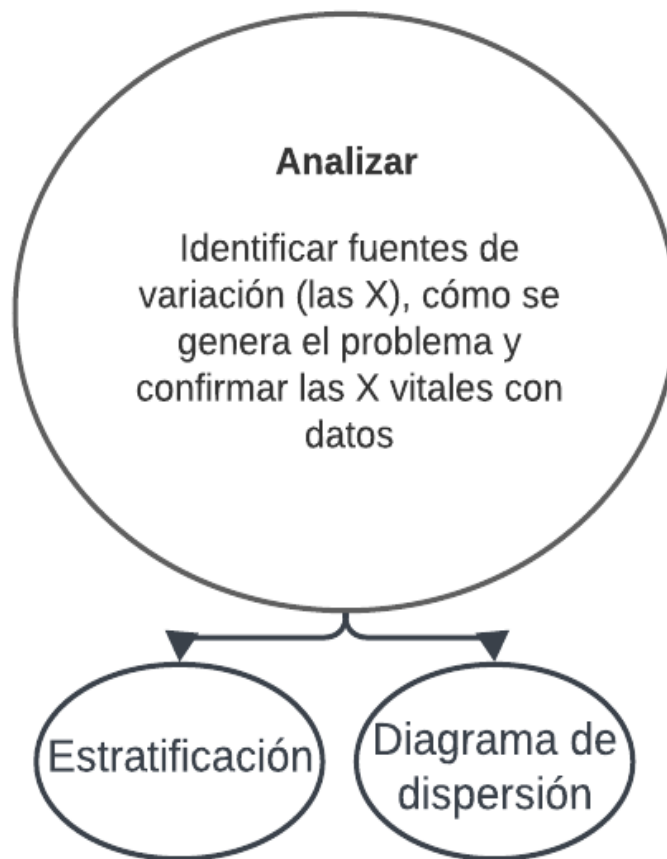 Analizar
Identificar fuentes de
variación (las X), cómo se
genera el problema y
confirmar las X vitales con
datos
Estratificación
Diagrama de
dispersión